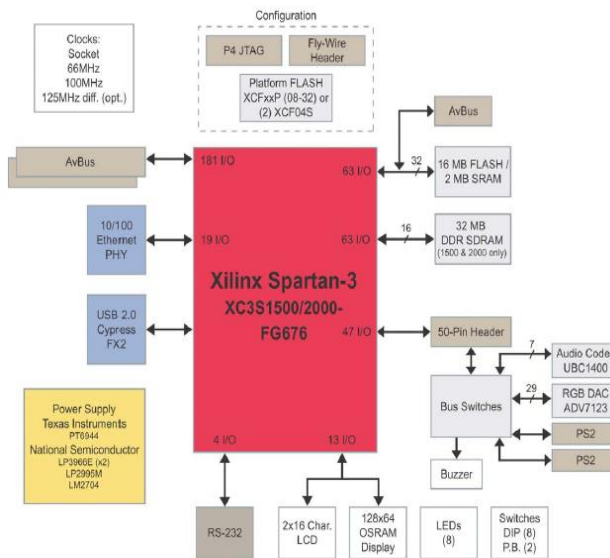 Configuration
Clocks:
Socket
66MHz
100MHz
125MHz diff. (opt.)
P4 JTAG
Fly-Wire
Header
Platform FLASH
XCFxxP (08-32) or
(2) XCF04S
AvBus
AvBus
181 I/O
63 I/O
32
16 MB FLASH /
2 MB SRAM
10/100
Ethernet
PHY
19 I/O
63 I/O
16
32 MB
DDR SDRAM
(1500 & 2000 only)
Xilinx Spartan-3
XC3S1500/2000-
FG676
USB 2.0
Cypress
FX2
47 I/O
50-Pin Header
7
Audio Codec
UBC1400
Bus Switches
29
RGB DAC
ADV7123
PS2
PS2
Buzzer
Power Supply
Texas Instruments
PT6944
National Semiconductor
LP3966E (x2)
LP2995M
LM2704
4 I/O
13 I/O
RS-232
2x16 Char.
LCD
128x64
OSRAM
Display
LEDs
(8)
Switches
DIP (8)
P.B. (2)